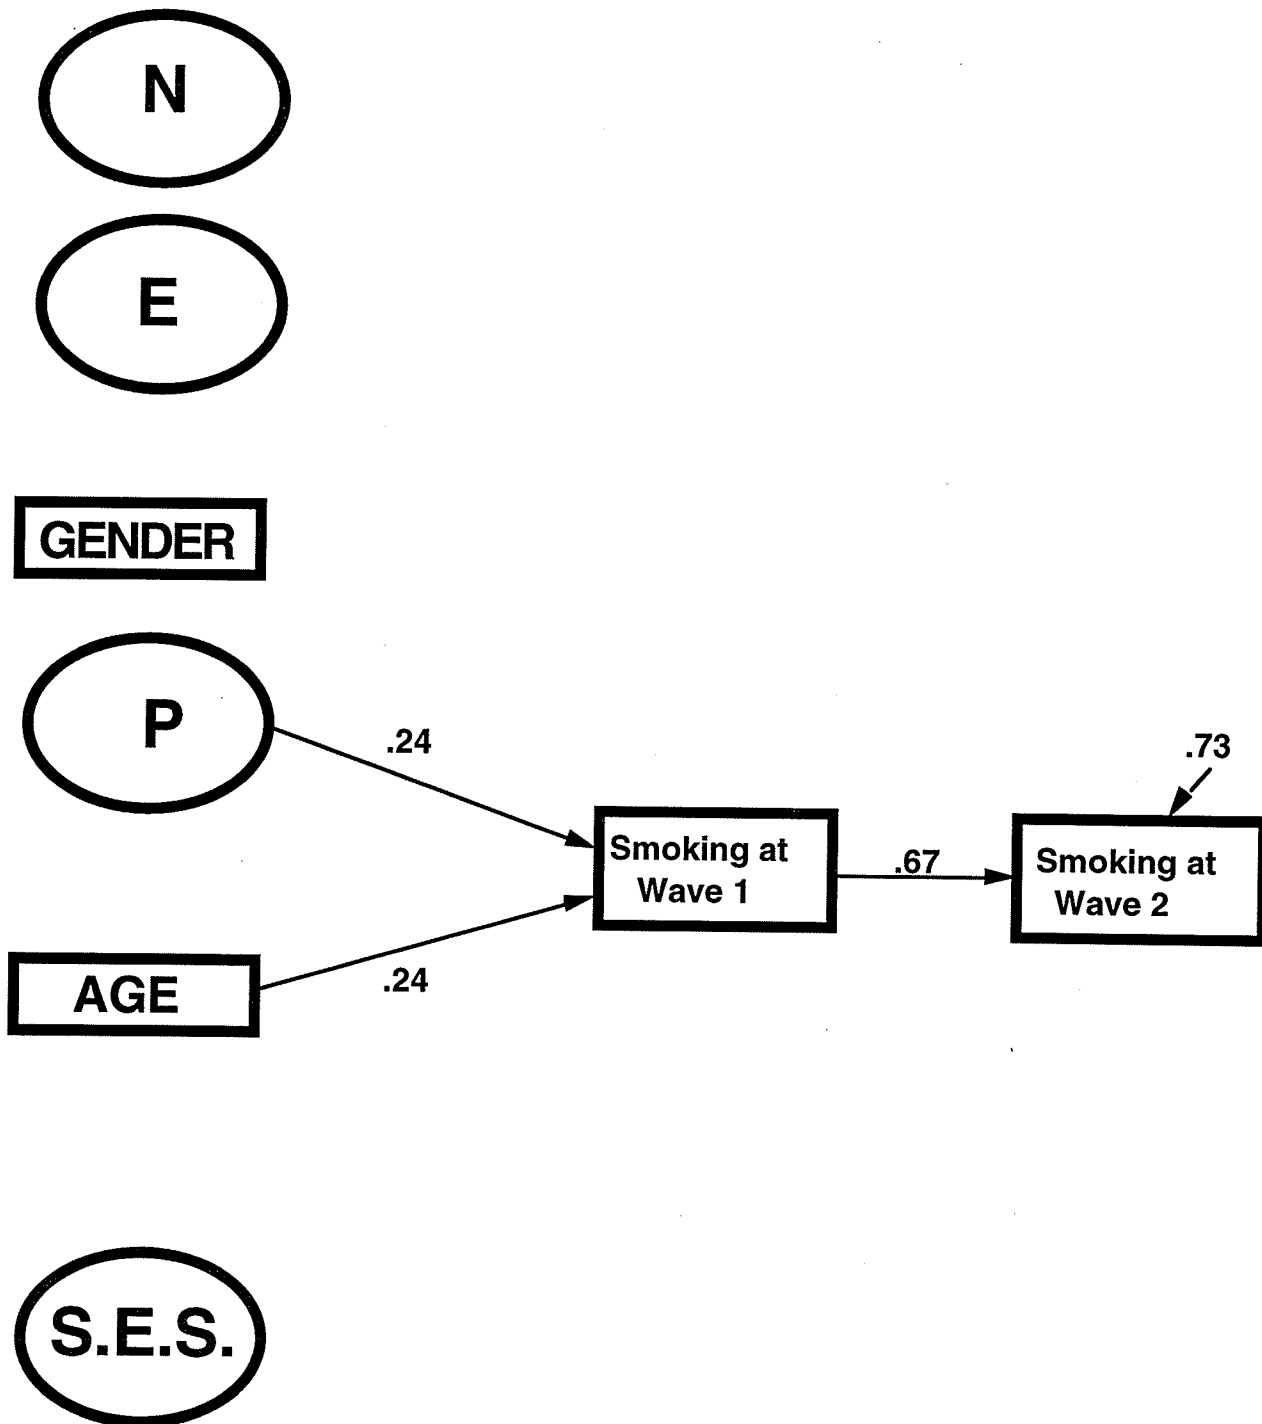 N
E
GENDER
P
.24
.73
Smoking at
Wave 1
.67
Smoking at
Wave 2
AGE
.24
S.E.S.